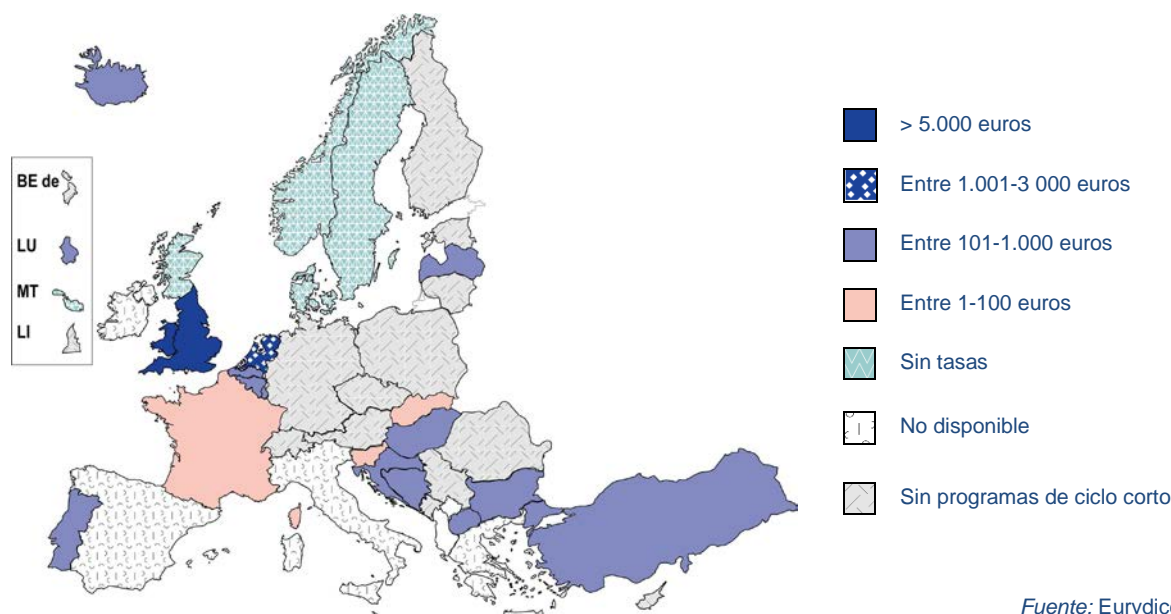 BE de
LU
MT
LI
> 5.000 euros
Entre 1.001-3 000 euros
Entre 101-1.000 euros
Entre 1-100 euros
Sin tasas
No disponible
Sin programas de ciclo corto
Fuente: Eurydice